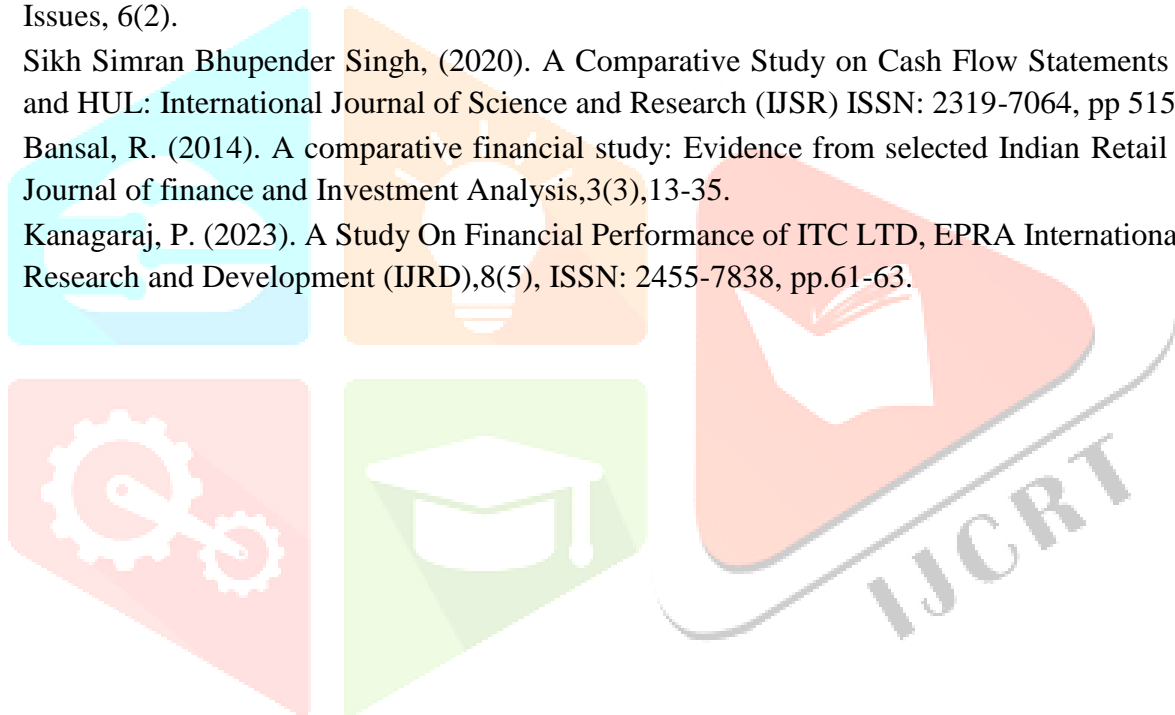 Issues, 6(2).
Sikh Simran Bhupender Singh, (2020). A Comparative Study on Cash Flow Statements
and HUL: International Journal of Science and Research (IJSR) ISSN: 2319-7064, pp 515
Bansal, R. (2014). A comparative financial study: Evidence from selected Indian Retail
Journal of finance and Investment Analysis,3(3),13-35.
Kanagaraj, P. (2023). A Study On Financial Performance of ITC LTD, EPRA Internationa
Research and Development (IJRD),8(5), ISSN: 2455-7838, pp.61-63.
IJCRT